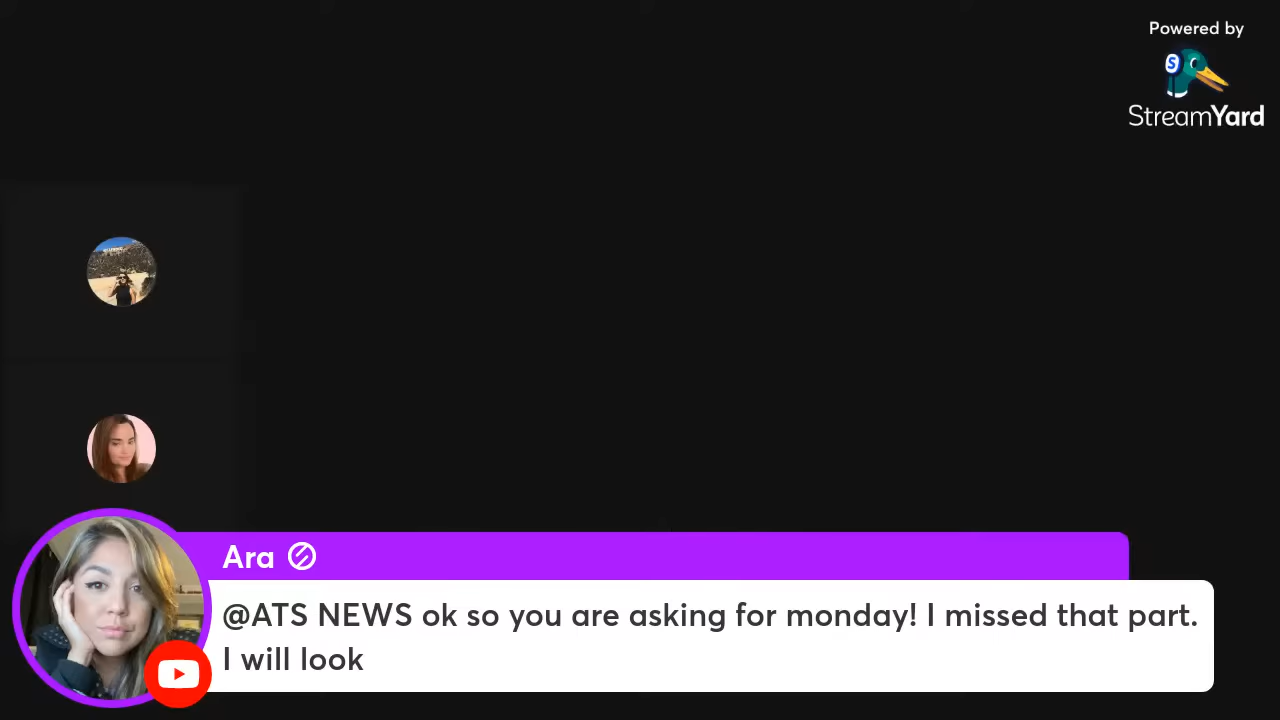 Powered by
S
StreamYard
Ara
@ATS NEWS ok so you are asking for monday! I missed that part.
I will look